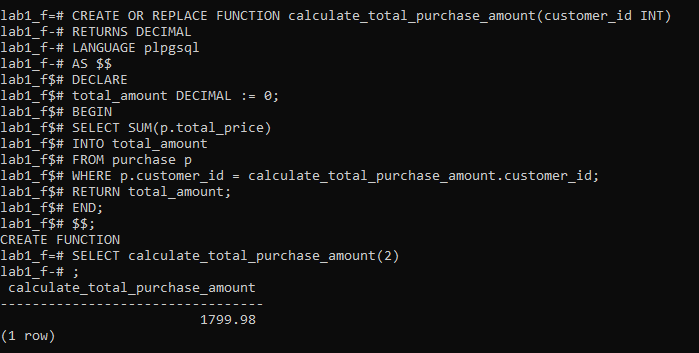 lab1_f=# CREATE OR REPLACE FUNCTION calculate_total_purchase_amount(customer_id INT)
lab1_f-# RETURNS DECIMAL
lab1_f-# LANGUAGE plpgsql
lab1_f-# AS $$
lab1_f$# DECLARE
lab1_f$# total_amount DECIMAL := 0;
lab1_f$# BEGIN
lab1_f$# SELECT SUM(p.total_price)
lab1_f$# INTO total_amount
lab1_f$# FROM purchase p
lab1_f$# WHERE p.customer_id = calculate_total_purchase_amount.customer_id;
lab1_f$# RETURN total_amount;
lab1_f$# END;
lab1_f$# $$;
CREATE FUNCTION
lab1_f=# SELECT calculate_total_purchase_amount(2)
lab1_f-# ;
 calculate_total_purchase_amount
---------------------------------
                         1799.98
(1 row)